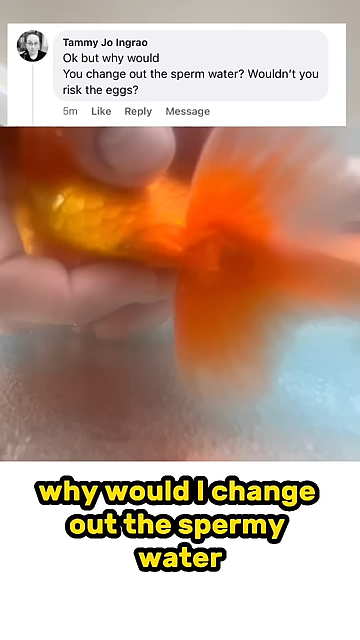 Tammy Jo Ingrao
Ok but why would
You change out the sperm water? Wouldn't you
risk the eggs?
5m Like Reply Message
why would I change
out the spermy
water